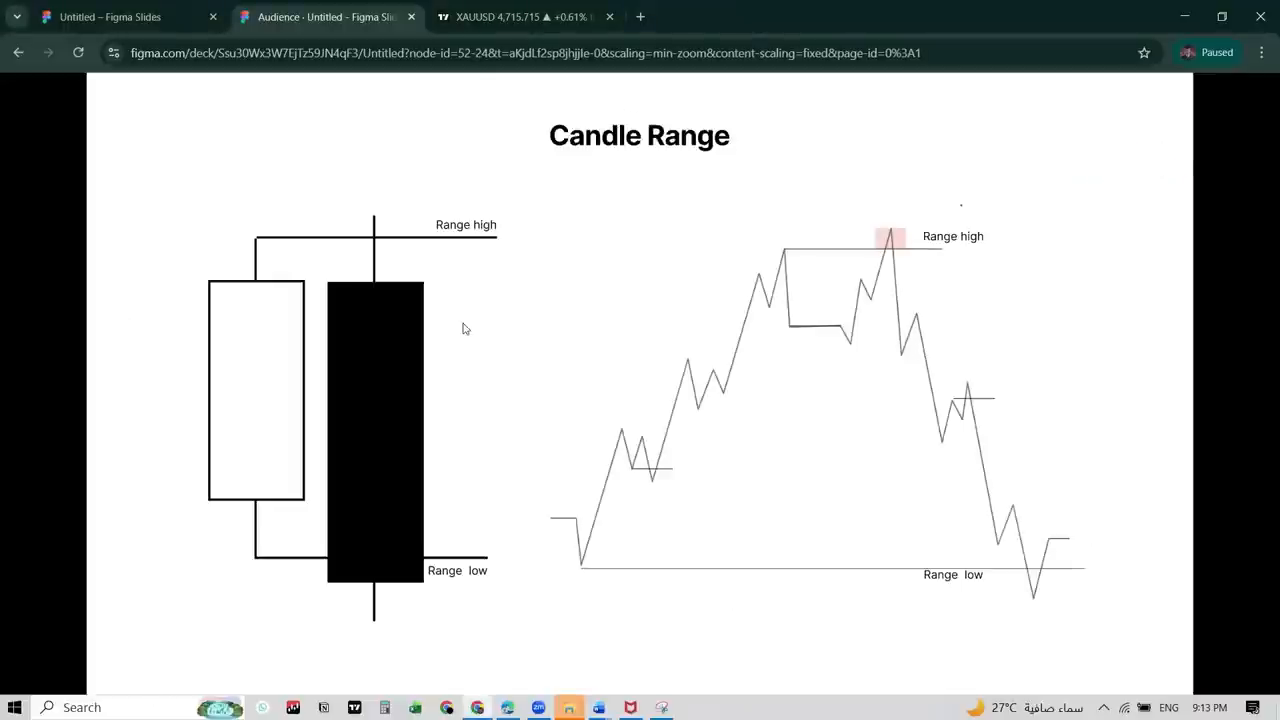 Untitled – Figma Slides
Audience · Untitled – Figma Slid
XAUUSD 4,715.715 ▲ +0.61%
figma.com/deck/Ssu30Wx3W7EjTz59JN4qF3/Untitled?node-id=52-24&t=aKjdLf2sp8jhjjle-0&scaling=min-zoom&content-scaling=fixed&page-id=0%3A1
Paused
Candle Range
Range high
Range high
Range low
Range low
Search
27°C سماء صافية
ENG
9:13 PM